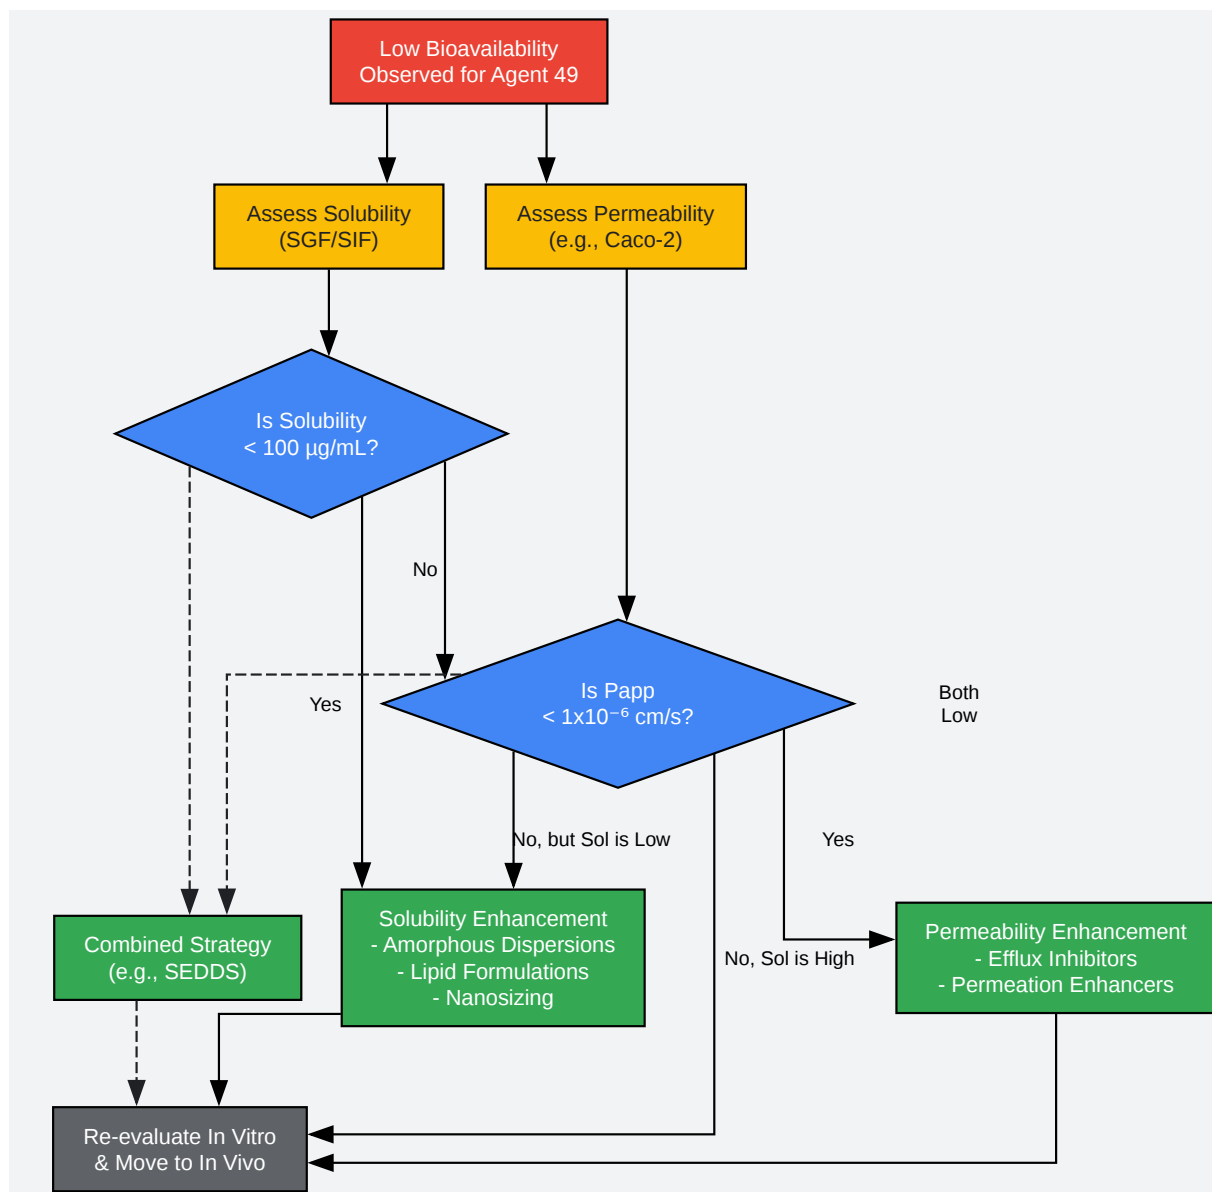 Low Bioavailability
Observed for Agent 49
Assess Solubility
(SGF/SIF)
Assess Permeability
(e.g., Caco-2)
Is Solubility
< 100 µg/mL?
No
Yes
Is Papp
< 1x10⁻⁶ cm/s?
Both
Low
No, but Sol is Low
Yes
Combined Strategy
(e.g., SEDDS)
Solubility Enhancement
- Amorphous Dispersions
- Lipid Formulations
- Nanosizing
No, Sol is High
Permeability Enhancement
- Efflux Inhibitors
- Permeation Enhancers
Re-evaluate In Vitro
& Move to In Vivo